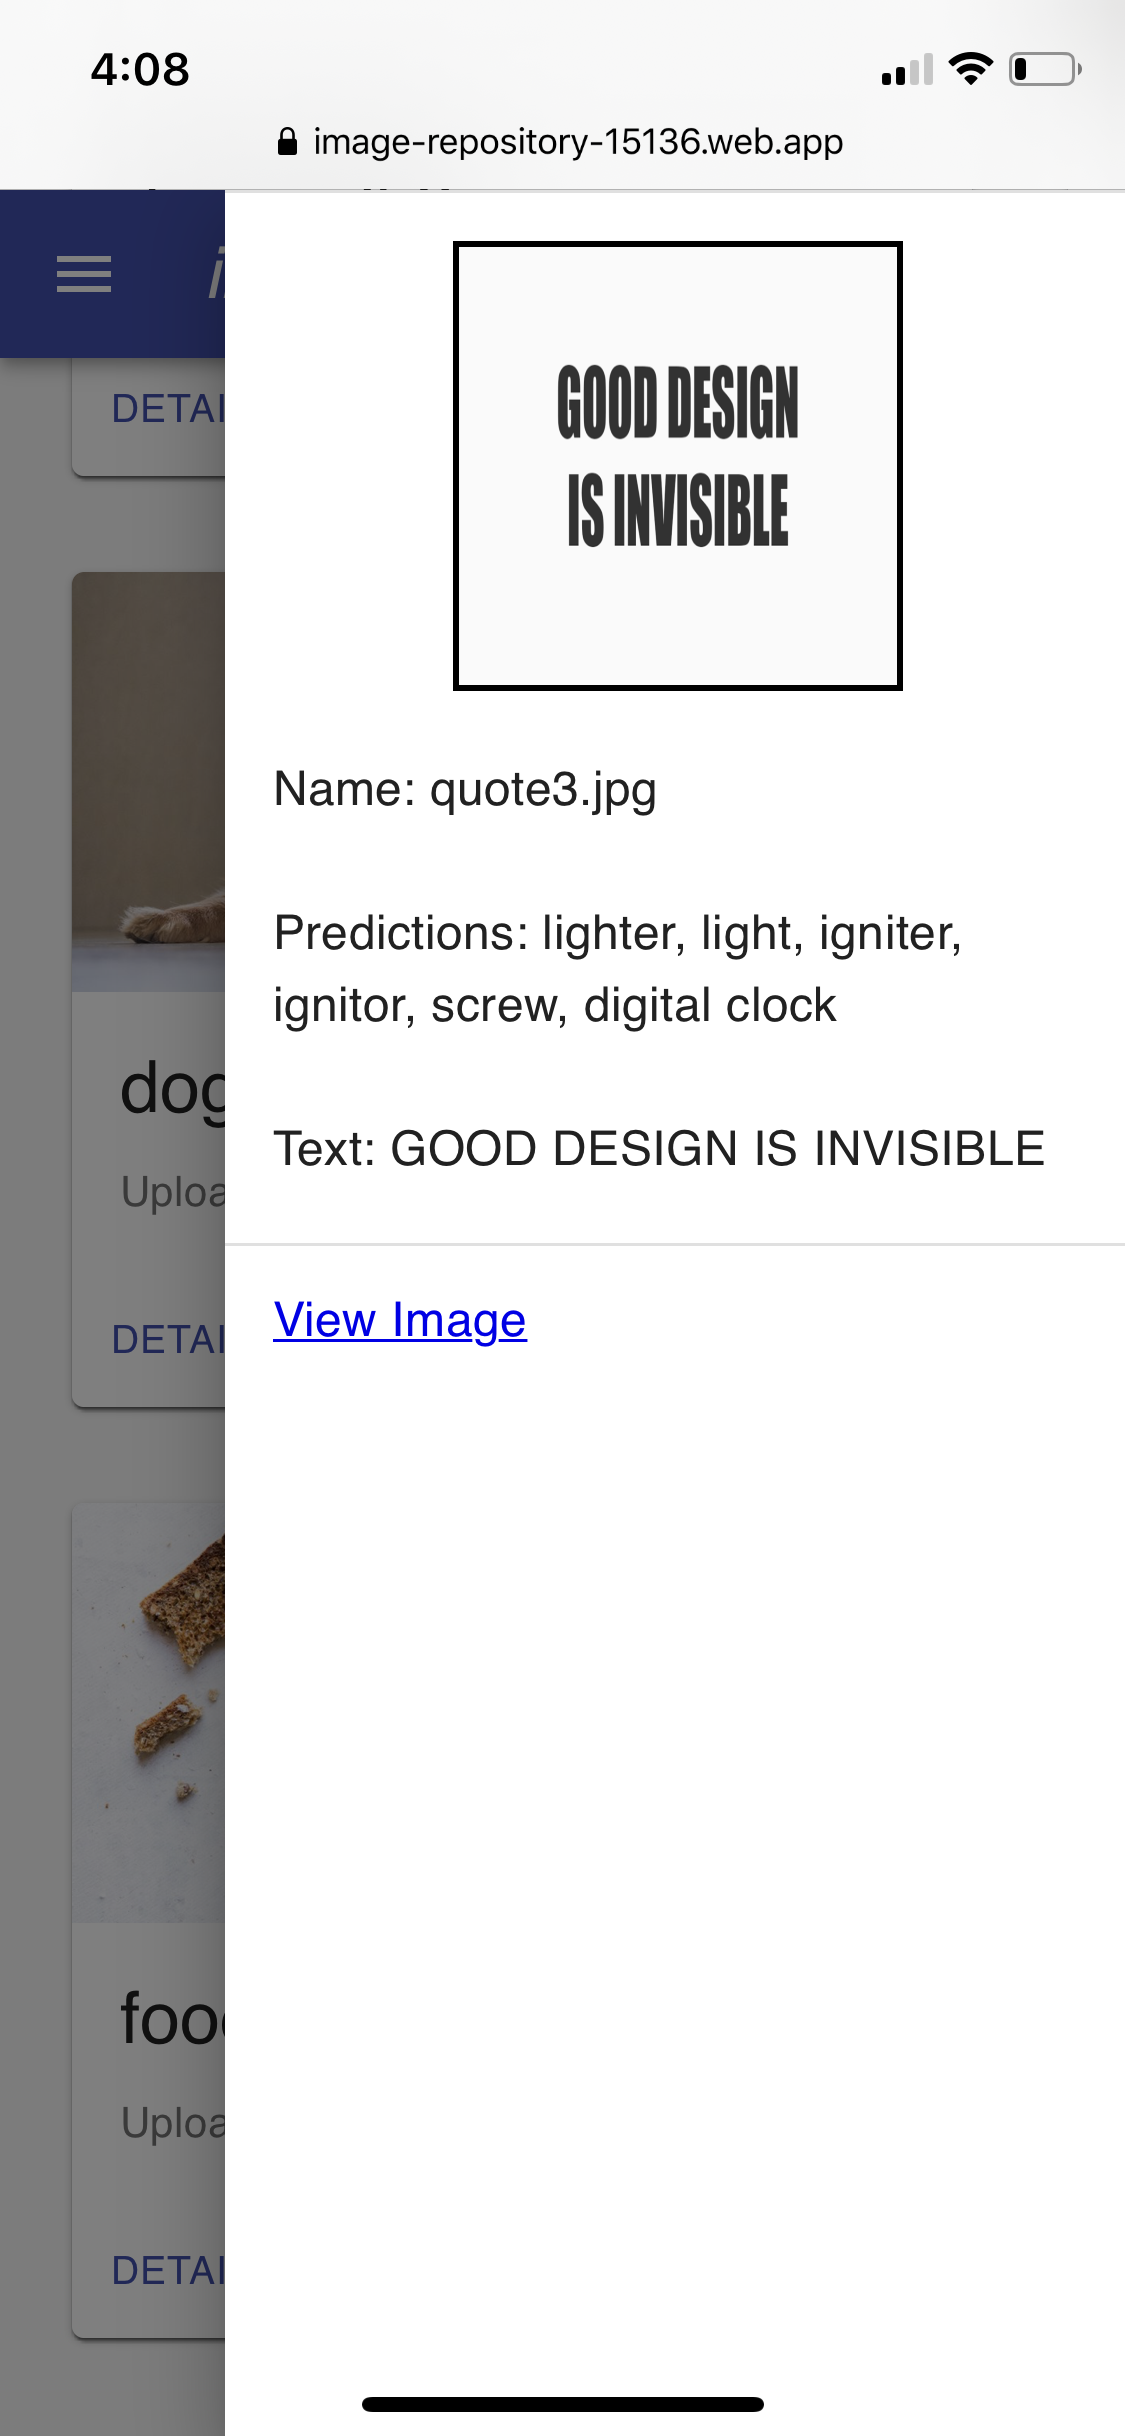 4:08
image-repository-15136.web.app
GOOD DESIGN
IS INVISIBLE
Name: quote3.jpg
Predictions: lighter, light, igniter,
ignitor, screw, digital clock
Text: GOOD DESIGN IS INVISIBLE
View Image
DETAI
dog
Uploa
DETAI
foo
Uploa
DETAI